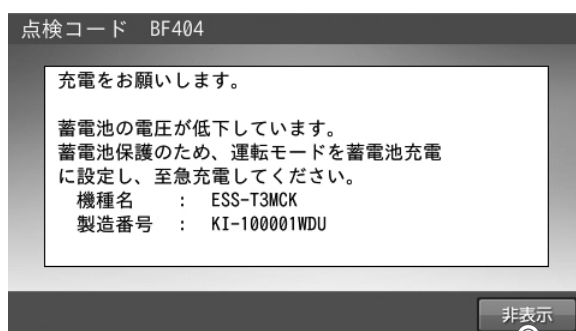 点検コード BF404
充電をお願いします。
蓄電池の電圧が低下しています。
蓄電池保護のため、運転モードを蓄電池充電
に設定し、至急充電してください。
機種名 : ESS-T3MCK
製造番号 : KI-100001WDU
非表示